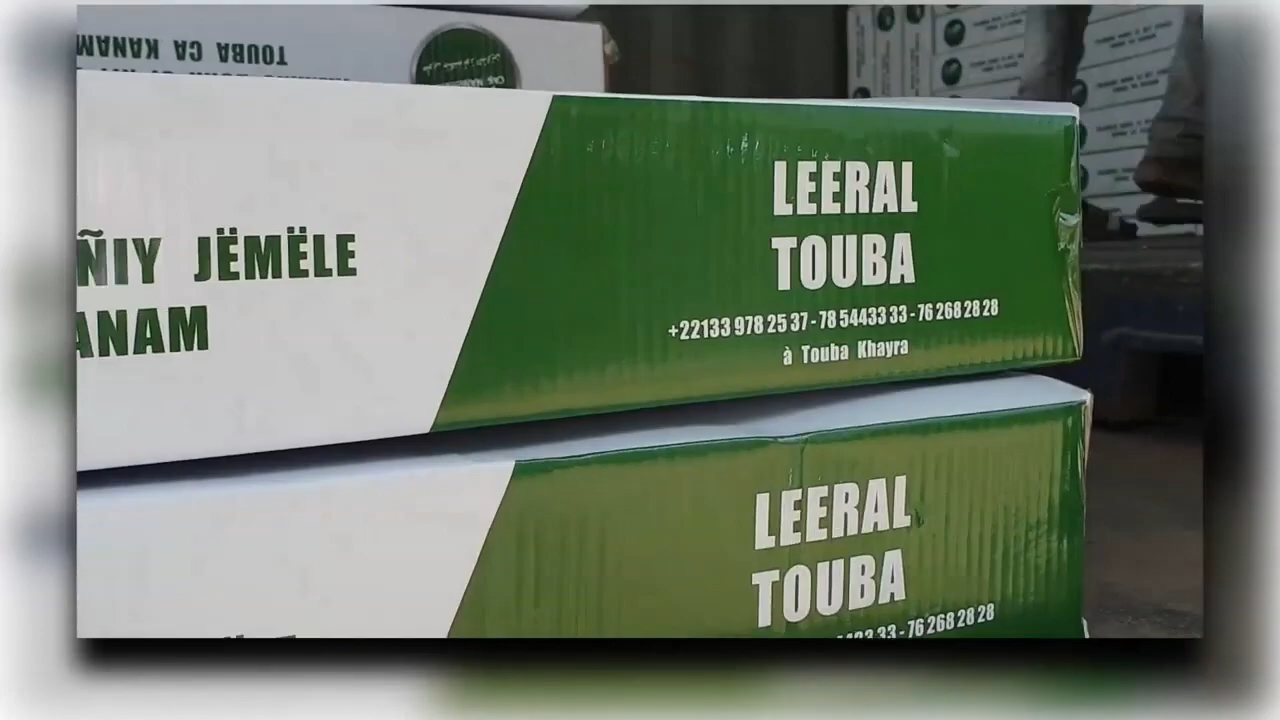 TOUBA CA KANAM
ÑIY JËMËLE
ANAM
LEERAL
TOUBA
+22133 978 25 37 - 78 54433 33 - 76 268 28 28
à Touba Khayra
LEERAL
TOUBA
33 - 76 268 28 28